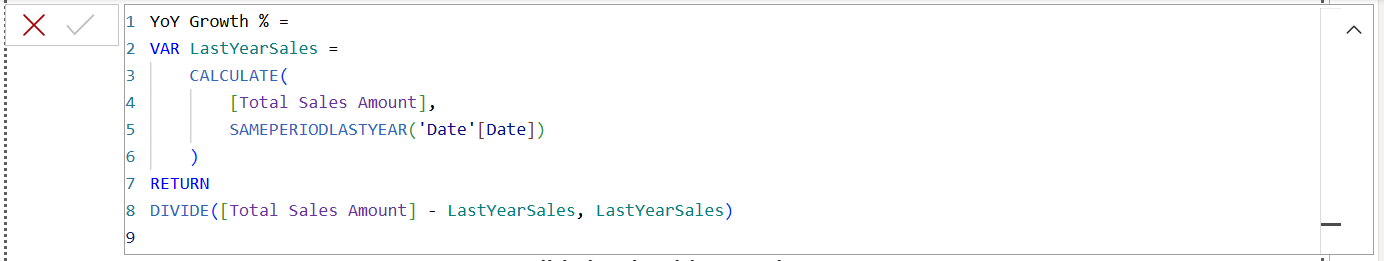 1 YoY Growth % =
2 VAR LastYearSales =
3     CALCULATE(
4         [Total Sales Amount],
5         SAMEPERIODLASTYEAR('Date'[Date])
6     )
7 RETURN
8 DIVIDE([Total Sales Amount] - LastYearSales, LastYearSales)
9